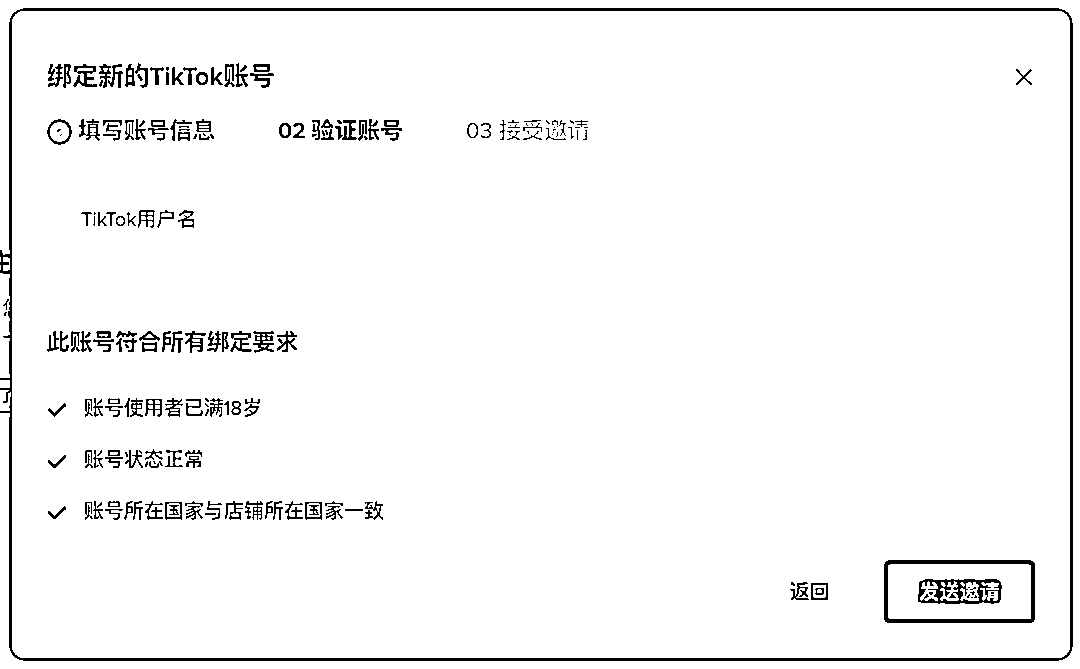 绑定新的TikTok账号
填写账号信息 02 验证账号 03 接受邀请
TikTok用户名
此账号符合所有绑定要求
账号使用者已满18岁
账号状态正常
账号所在国家与店铺所在国家一致
返回 发送邀请